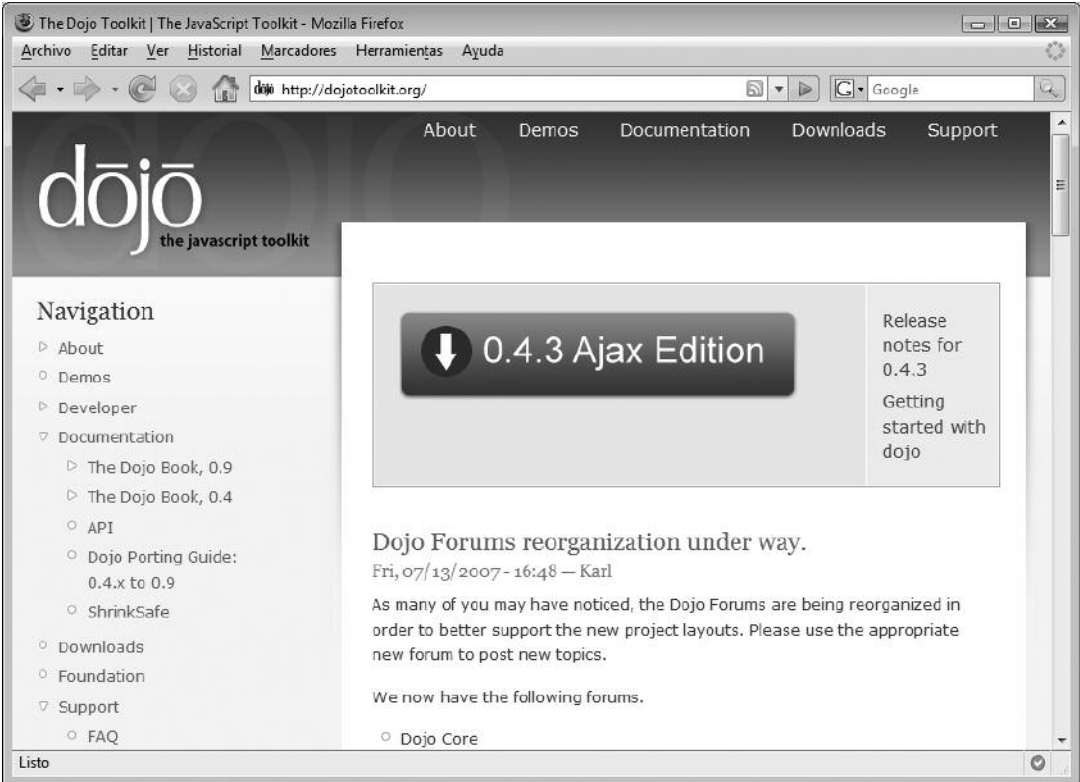 The Dojo Toolkit | The JavaScript Toolkit - Mozilla Firefox
Archivo Editar Ver Historial Marcadores Herramientas Ayuda
dōjō http://dojotoolkit.org/ G Google
About Demos Documentation Downloads Support
dōjō
the javascript toolkit
Navigation
About
Demos
Developer
Documentation
The Dojo Book, 0.9
The Dojo Book, 0.4
API
Dojo Porting Guide:
0.4.x to 0.9
ShrinkSafe
Downloads
Foundation
Support
FAQ
0.4.3 Ajax Edition
Release
notes for
0.4.3
Getting
started with
dojo
Dojo Forums reorganization under way.
Fri, 07/13/2007 - 16:48 — Karl
As many of you may have noticed, the Dojo Forums are being reorganized in
order to better support the new project layouts. Please use the appropriate
new forum to post new topics.
We now have the following forums.
Dojo Core
Listo